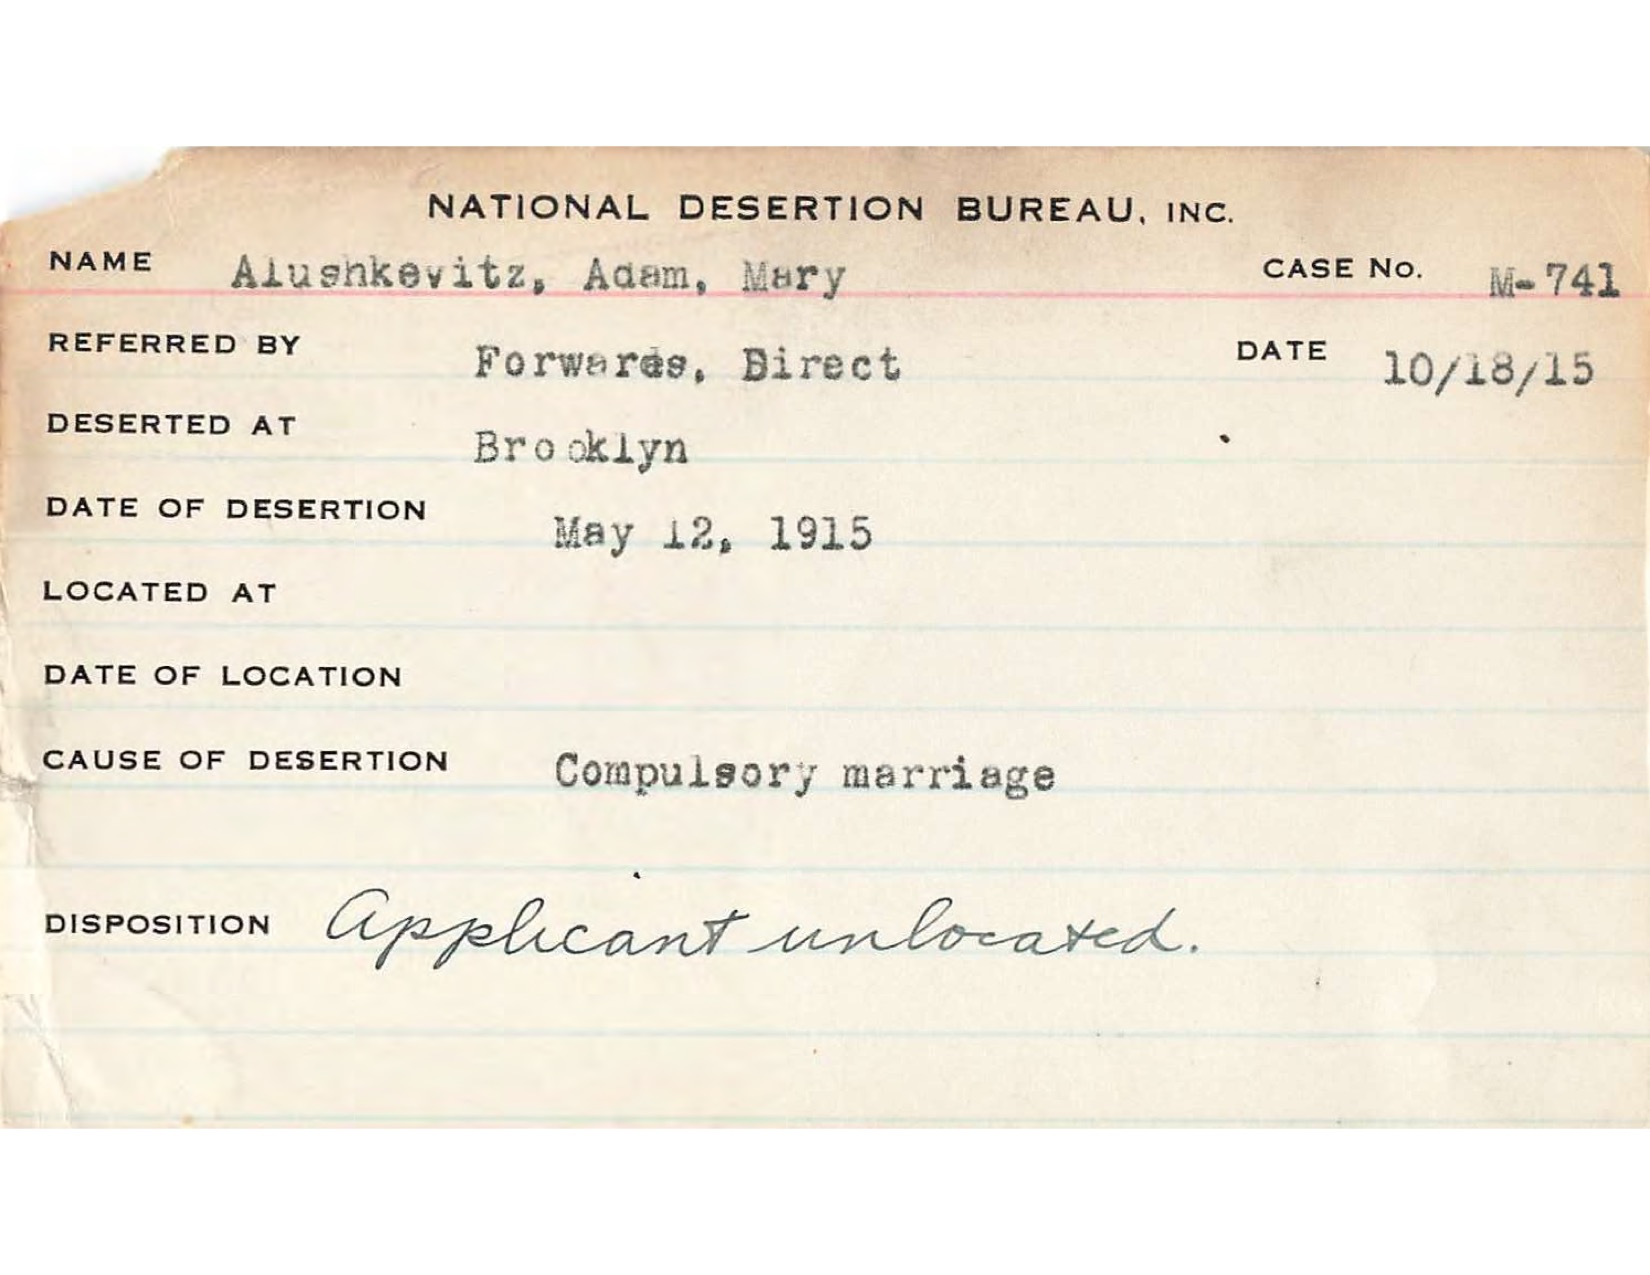 NATIONAL DESERTION BUREAU, INC.
NAME Alushkevitz, Adam, Mary CASE No. M-741
REFERRED BY Forwards, Direct DATE 10/18/15
DESERTED AT Brooklyn
DATE OF DESERTION May 12, 1915
LOCATED AT
DATE OF LOCATION
CAUSE OF DESERTION Compulsory marriage
DISPOSITION Applicant unlocated.